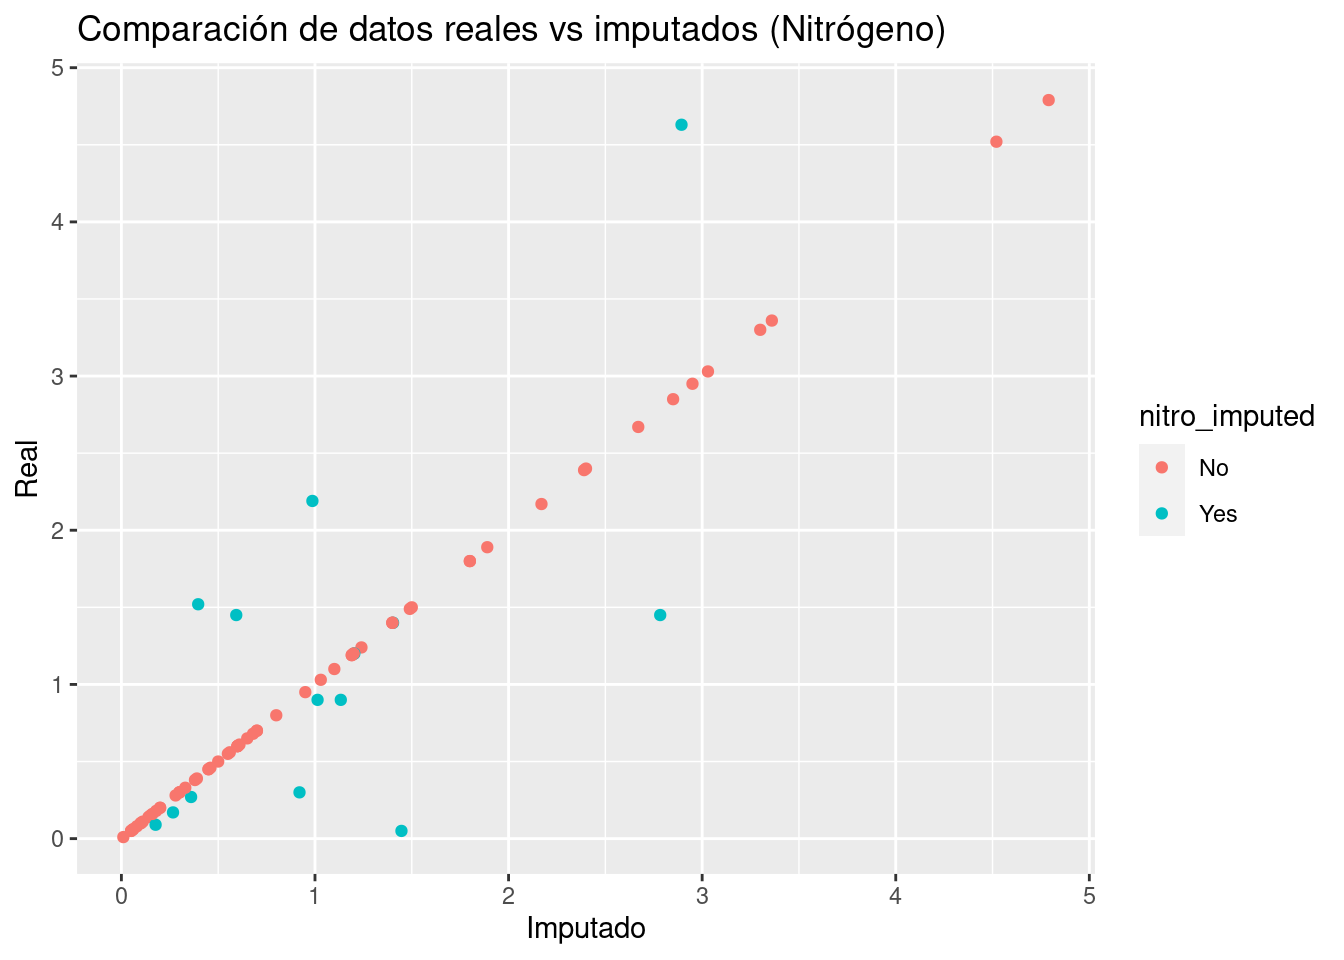 Comparación de datos reales vs imputados (Nitrógeno)
5
4
3
2
1
0
Real
0 1 2 3 4 5
Imputado
nitro_imputed
No
Yes